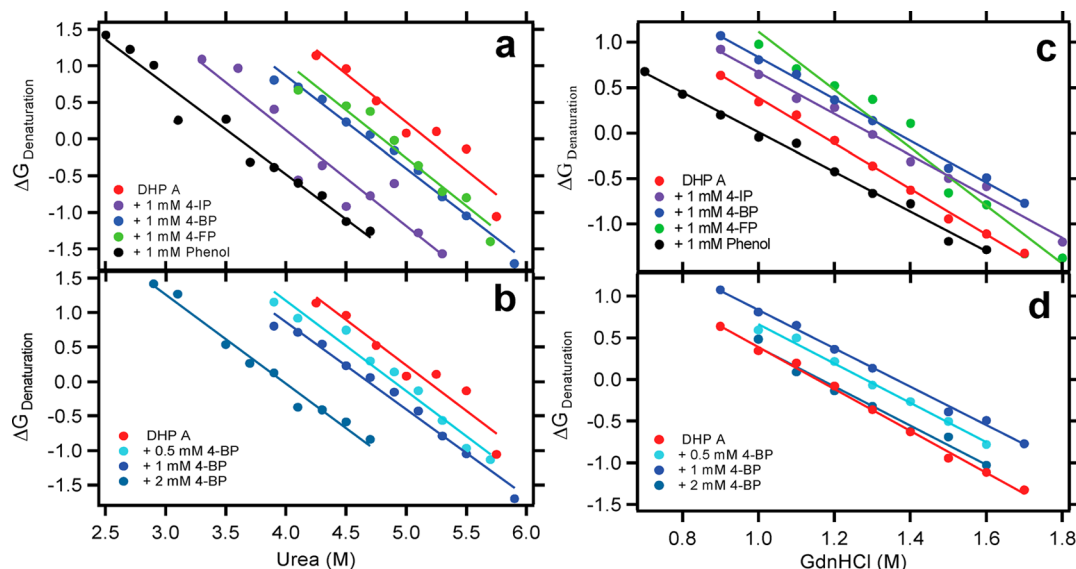 a
1.5
1.0
0.5
0.0
-0.5
-1.0
-1.5
ΔG Denaturation
DHP A
+ 1 mM 4-IP
+ 1 mM 4-BP
+ 1 mM 4-FP
+ 1 mM Phenol
b
1.5
1.0
0.5
0.0
-0.5
-1.0
-1.5
ΔG Denaturation
DHP A
+ 0.5 mM 4-BP
+ 1 mM 4-BP
+ 2 mM 4-BP
2.5 3.0 3.5 4.0 4.5 5.0 5.5 6.0
Urea (M)
c
1.0
0.5
0.0
-0.5
-1.0
ΔG Denaturation
DHP A
+ 1 mM 4-IP
+ 1 mM 4-BP
+ 1 mM 4-FP
+ 1 mM Phenol
d
1.0
0.5
0.0
-0.5
-1.0
-1.5
ΔG Denaturation
DHP A
+ 0.5 mM 4-BP
+ 1 mM 4-BP
+ 2 mM 4-BP
0.8 1.0 1.2 1.4 1.6 1.8
GdnHCl (M)